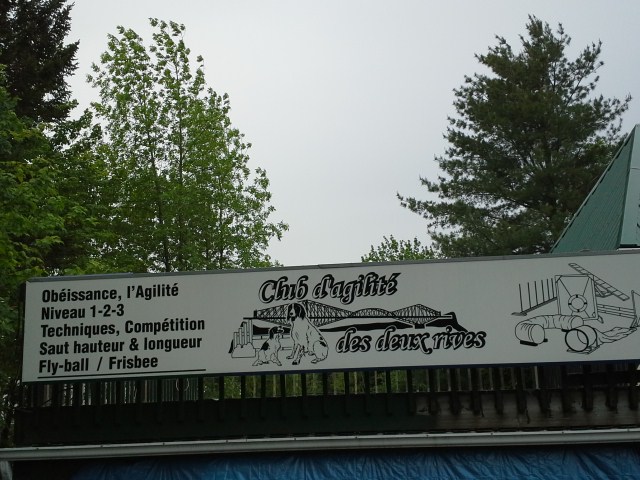 Obéissance, l'Agilité
Niveau 1-2-3
Techniques, Compétition
Saut hauteur & longueur
Fly-ball / Frisbee
Club d'agilité
des deux rives